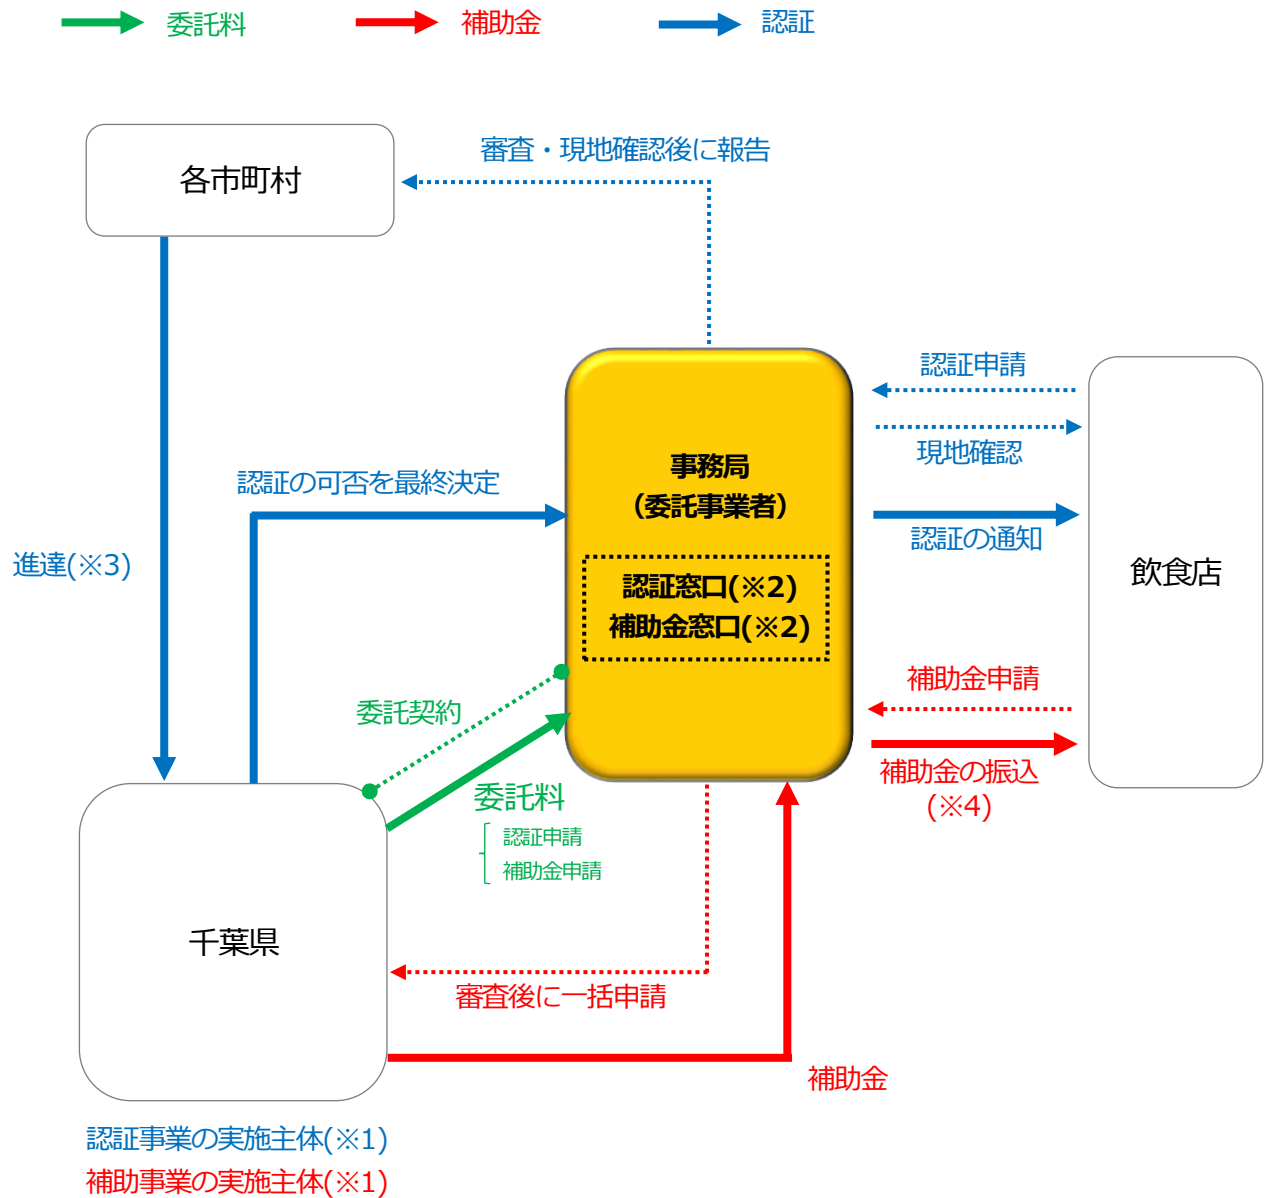 委託料
補助金
認証
各市町村
審査・現地確認後に報告
認証申請
現地確認
認証の通知
飲食店
補助金申請
補助金の振込
(※4)
事務局
（委託事業者）
認証窓口(※2)
補助金窓口(※2)
認証の可否を最終決定
進達(※3)
委託契約
委託料
認証申請
補助金申請
千葉県
審査後に一括申請
補助金
認証事業の実施主体(※1)
補助事業の実施主体(※1)